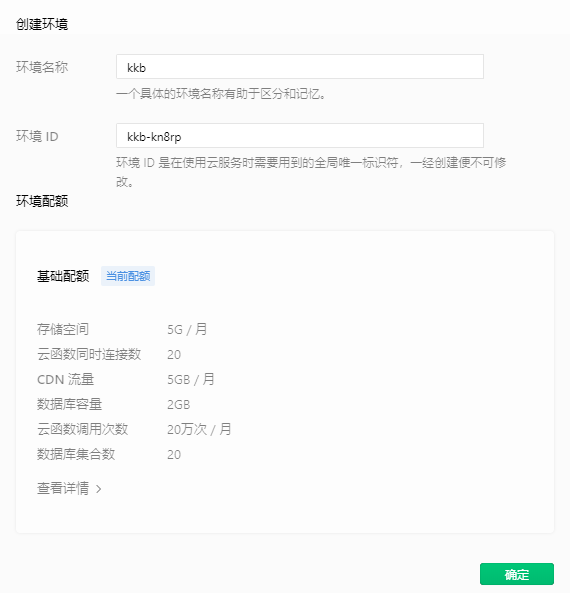 创建环境
环境名称 kkb
一个具体的环境名称有助于区分和记忆。
环境 ID kkb-kn8rp
环境 ID 是在使用云服务时需要用到的全局唯一标识符，一经创建便不可修
改。
环境配额
基础配额 当前配额
存储空间 5G / 月
云函数同时连接数 20
CDN 流量 5GB / 月
数据库容量 2GB
云函数调用次数 20万次 / 月
数据库集合数 20
查看详情 >
确定